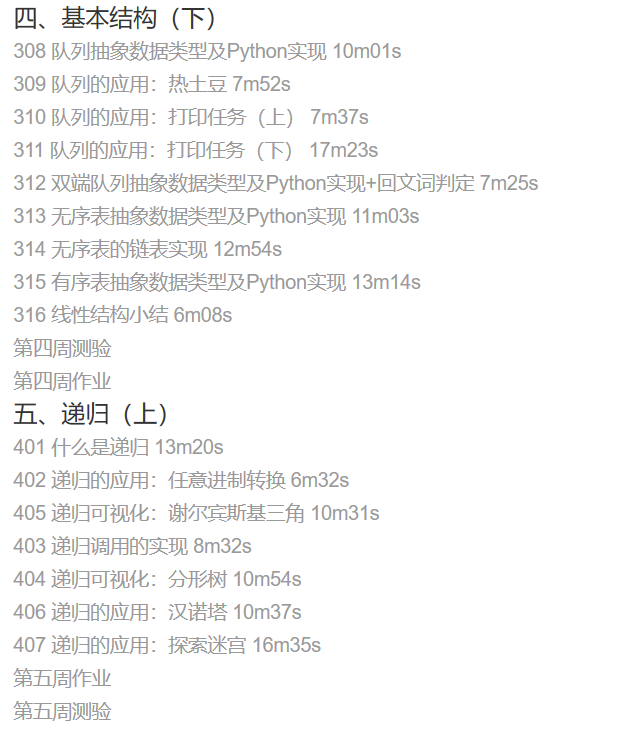 四、基本结构（下）
308 队列抽象数据类型及Python实现 10m01s
309 队列的应用：热土豆 7m52s
310 队列的应用：打印任务（上） 7m37s
311 队列的应用：打印任务（下） 17m23s
312 双端队列抽象数据类型及Python实现+回文词判定 7m25s
313 无序表抽象数据类型及Python实现 11m03s
314 无序表的链表实现 12m54s
315 有序表抽象数据类型及Python实现 13m14s
316 线性结构小结 6m08s
第四周测验
第四周作业
五、递归（上）
401 什么是递归 13m20s
402 递归的应用：任意进制转换 6m32s
405 递归可视化：谢尔宾斯基三角 10m31s
403 递归调用的实现 8m32s
404 递归可视化：分形树 10m54s
406 递归的应用：汉诺塔 10m37s
407 递归的应用：探索迷宫 16m35s
第五周作业
第五周测验